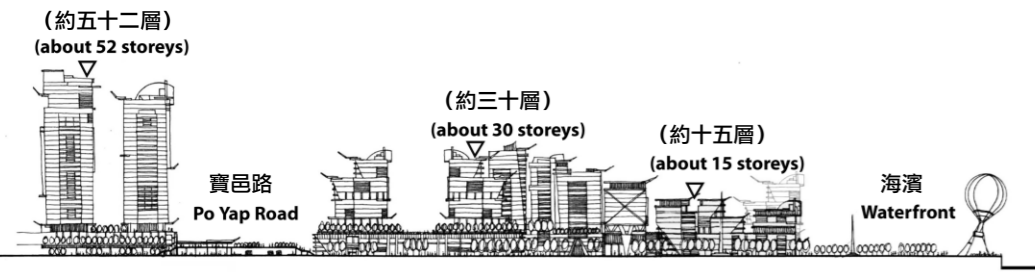 （約五十二層）
(about 52 storeys)
（約三十層）
(about 30 storeys)
（約十五層）
(about 15 storeys)
寶邑路
Po Yap Road
海濱
Waterfront